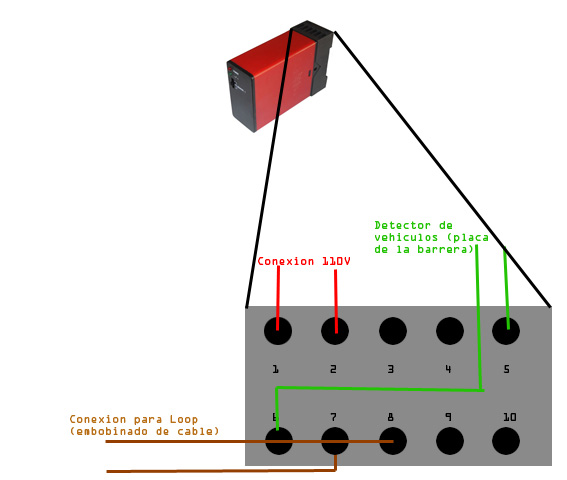 Detector de
vehiculos (placa
de la barrera)
Conexion 110V
1 2 3 4 5
6 7 8 9 10
Conexion para Loop
(embobinado de cable)